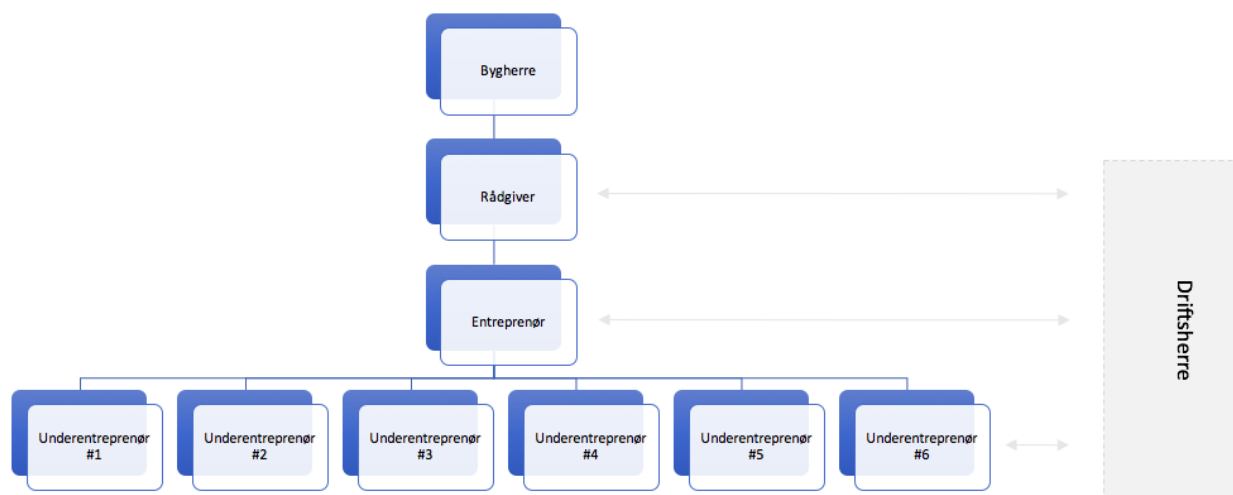 Bygherre
Rådgiver
Entreprenør
Driftsherre
Underentreprenør
#1
Underentreprenør
#2
Underentreprenør
#3
Underentreprenør
#4
Underentreprenør
#5
Underentreprenør
#6